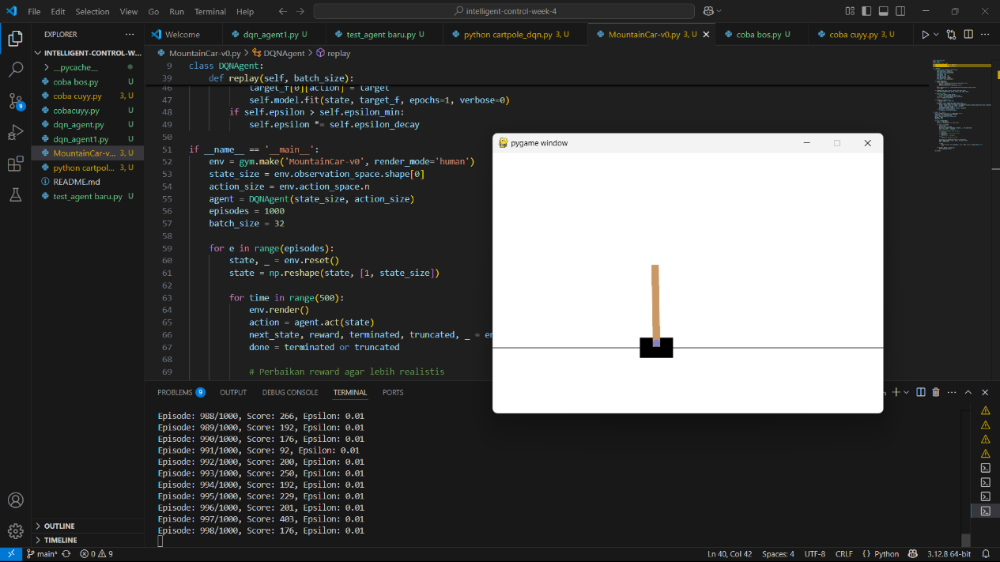 File Edit Selection View Go Run Terminal Help
intelligent-control-week-4
EXPLORER
Welcome
dqn_agent1.py U
test_agent baru.py U
python cartpole_dqn.py 3, U
MountainCar-v0.py 3, U
coba bos.py U
coba cuyy.py 3, U
INTELLIGENT-CONTROL-W...
__pycache__
coba bos.py U
coba cuyy.py 3, U
cobacuyy.py U
dqn_agent.py U
dqn_agent1.py U
MountainCar-v... 3, U
python cartpol... 3, U
README.md
test_agent baru.py U
9
OUTLINE
TIMELINE
MountainCar-v0.py > DQNAgent > replay
9 class DQNAgent:
39 def replay(self, batch_size):
46 target_f[0][action] = target
47 self.model.fit(state, target_f, epochs=1, verbose=0)
48 if self.epsilon > self.epsilon_min:
49 self.epsilon *= self.epsilon_decay
50
51 if __name__ == '__main__':
52 env = gym.make('MountainCar-v0', render_mode='human')
53 state_size = env.observation_space.shape[0]
54 action_size = env.action_space.n
55 agent = DQNAgent(state_size, action_size)
56 episodes = 1000
57 batch_size = 32
58
59 for e in range(episodes):
60 state, _ = env.reset()
61 state = np.reshape(state, [1, state_size])
62
63 for time in range(500):
64 env.render()
65 action = agent.act(state)
66 next_state, reward, terminated, truncated, _ = en
67 done = terminated or truncated
68
69 # Perbaikan reward agar lebih realistis
pygame window
PROBLEMS 9 OUTPUT DEBUG CONSOLE TERMINAL PORTS
Episode: 988/1000, Score: 266, Epsilon: 0.01
Episode: 989/1000, Score: 192, Epsilon: 0.01
Episode: 990/1000, Score: 176, Epsilon: 0.01
Episode: 991/1000, Score: 92, Epsilon: 0.01
Episode: 992/1000, Score: 200, Epsilon: 0.01
Episode: 993/1000, Score: 250, Epsilon: 0.01
Episode: 994/1000, Score: 192, Epsilon: 0.01
Episode: 995/1000, Score: 229, Epsilon: 0.01
Episode: 996/1000, Score: 201, Epsilon: 0.01
Episode: 997/1000, Score: 403, Epsilon: 0.01
Episode: 998/1000, Score: 176, Epsilon: 0.01
main* 0 9 Ln 40, Col 42 Spaces: 4 UTF-8 CRLF {} Python 3.12.8 64-bit